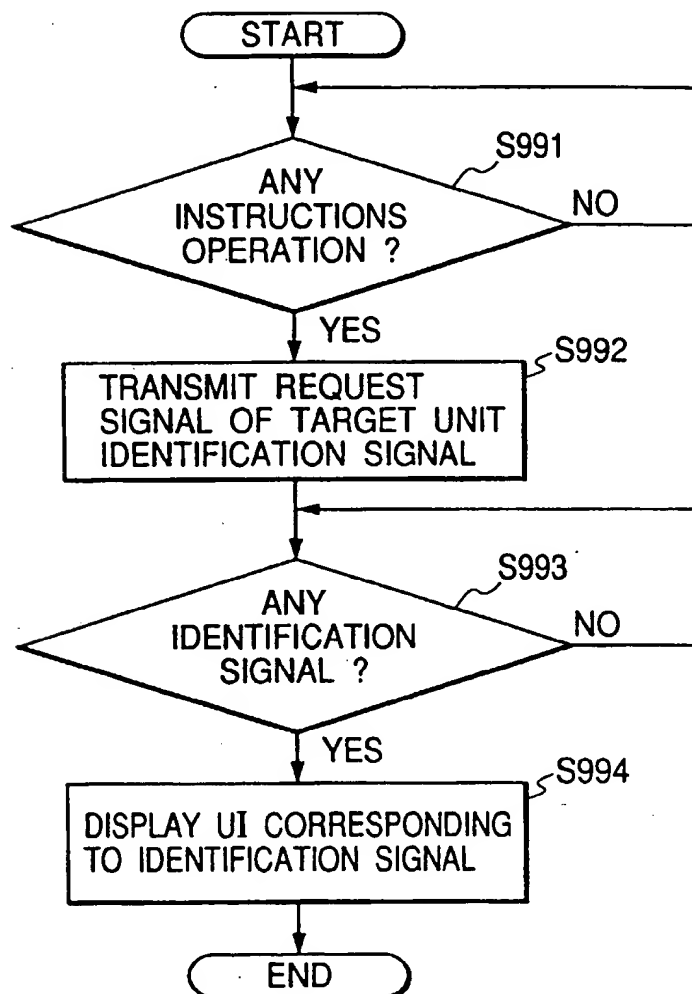 START
S991
ANY
INSTRUCTIONS
OPERATION ?
NO
YES
S992
TRANSMIT REQUEST
SIGNAL OF TARGET UNIT
IDENTIFICATION SIGNAL
S993
ANY
IDENTIFICATION
SIGNAL ?
NO
YES
S994
DISPLAY UI CORRESPONDING
TO IDENTIFICATION SIGNAL
END